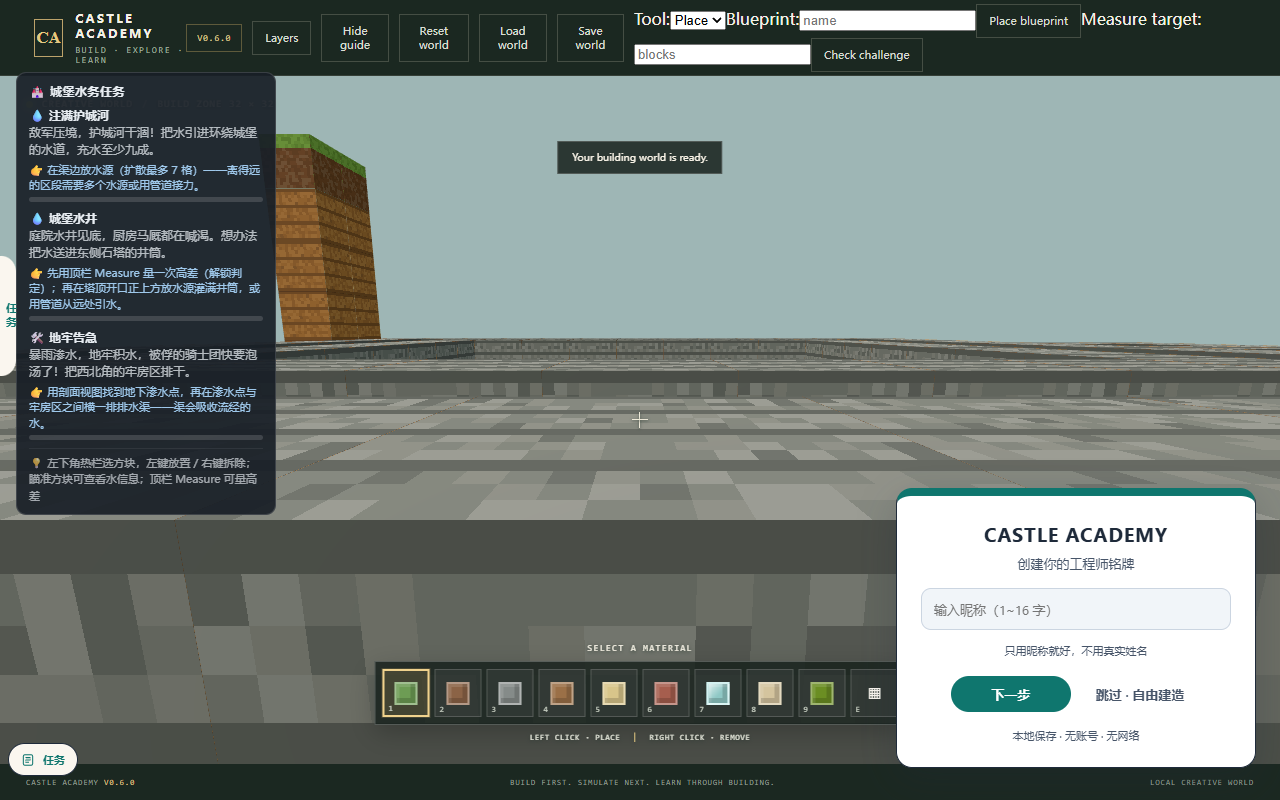 CA
CASTLE
ACADEMY
BUILD · EXPLORE ·
LEARN
V0.6.0
Layers
Hide
guide
Reset
world
Load
world
Save
world
Tool: Place Blueprint: name Place blueprint Measure target:
blocks Check challenge
🏰 城堡水务任务
💧 注满护城河
敌军压境，护城河干涸！把水引进环绕城堡
的水道，充水至少九成。
👉 在渠边放水源（扩散最多 7 格）——离得远
的区段需要多个水源或用管道接力。
💧 城堡水井
庭院水井见底，厨房马厩都在喊渴。想办法
把水送进东侧石塔的井筒。
👉 先用顶栏 Measure 量一次高差（解锁判
定）；再在塔顶开口正上方放水源灌满井筒，或
用管道从远处引水。
🛠 地牢告急
暴雨渗水，地牢积水，被俘的骑士团快要泡
汤了！把西北角的牢房区排干。
👉 用剖面视图找到地下渗水点，再在渗水点与
牢房区之间横一排排水渠——渠会吸收流经的
水。
💡 左下角热栏选方块，左键放置 / 右键拆除；
瞄准方块可查看水信息；顶栏 Measure 可量高
差
任
务
Your building world is ready.
CASTLE ACADEMY
创建你的工程师铭牌
输入昵称（1~16 字）
只用昵称就好，不用真实姓名
下一步
跳过 · 自由建造
本地保存 · 无账号 · 无网络
SELECT A MATERIAL
1 2 3 4 5 6 7 8 9 E
LEFT CLICK · PLACE | RIGHT CLICK · REMOVE
任务
CASTLE ACADEMY V0.6.0
BUILD FIRST. SIMULATE NEXT. LEARN THROUGH BUILDING.
LOCAL CREATIVE WORLD